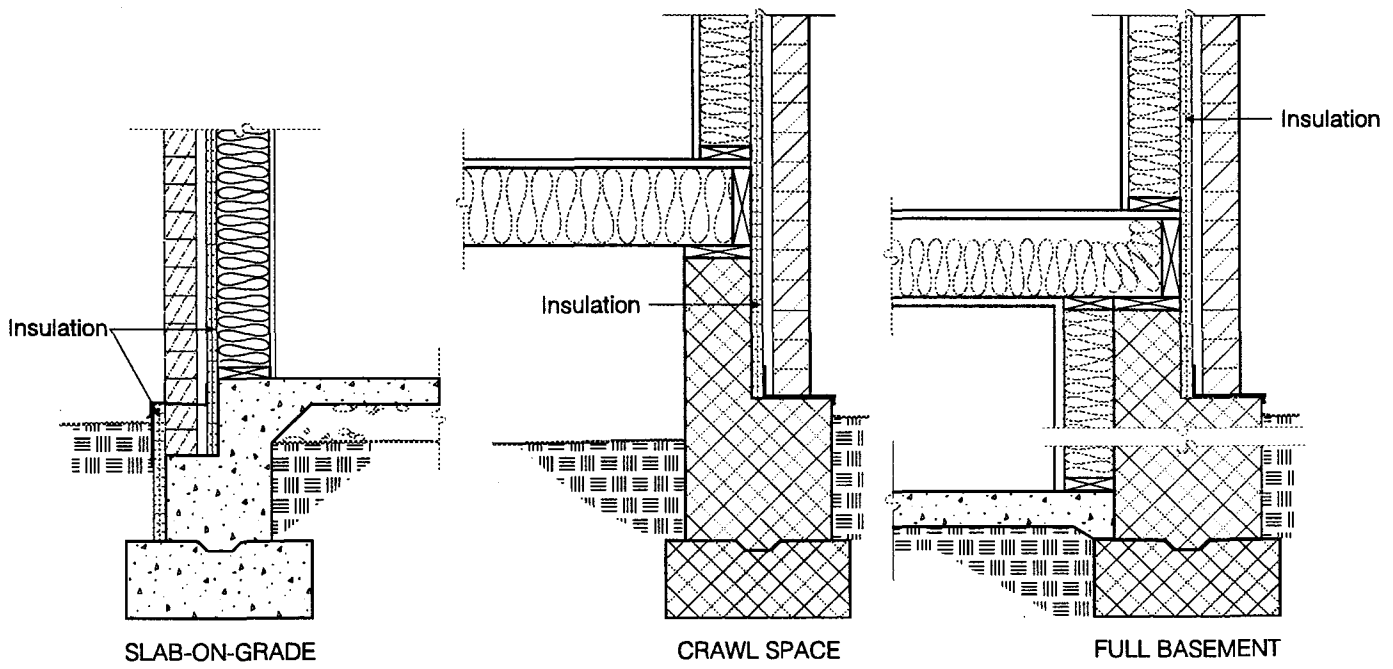 Insulation
Insulation
Insulation
SLAB-ON-GRADE
CRAWL SPACE
FULL BASEMENT